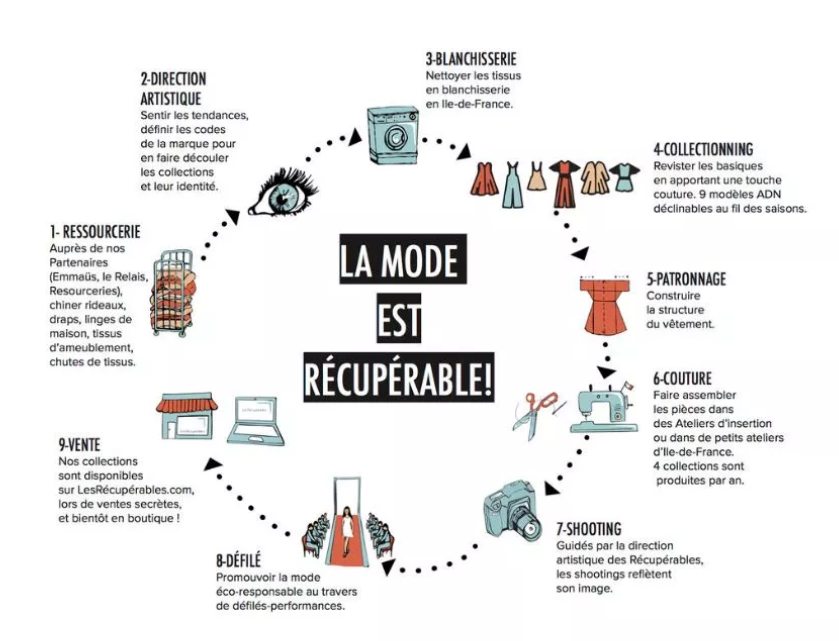 LA MODE
EST
RÉCUPÉRABLE!
1- RESSOURCERIE
Auprès de nos
Partenaires
(Emmaüs, le Relais,
Resourceries),
chiner rideaux,
draps, linges de
maison, tissus
d'ameublement,
chutes de tissus.
2-DIRECTION
ARTISTIQUE
Sentir les tendances,
définir les codes
de la marque pour
en faire découler
les collections
et leur identité.
3-BLANCHISSERIE
Nettoyer les tissus
en blanchisserie
en Ile-de-France.
4-COLLECTIONNING
Revister les basiques
en apportant une touche
couture. 9 modèles ADN
déclinables au fil des saisons.
5-PATRONNAGE
Construire
la structure
du vêtement.
6-COUTURE
Faire assembler
les pièces dans
des Ateliers d'insertion
ou dans de petits ateliers
d'Ile-de-France.
4 collections sont
produites par an.
7-SHOOTING
Guidés par la direction
artistique des Récupérables,
les shootings reflètent
son image.
8-DÉFILÉ
Promouvoir la mode
éco-responsable au travers
de défilés-performances.
9-VENTE
Nos collections
sont disponibles
sur LesRécupérables.com,
lors de ventes secrètes,
et bientôt en boutique !